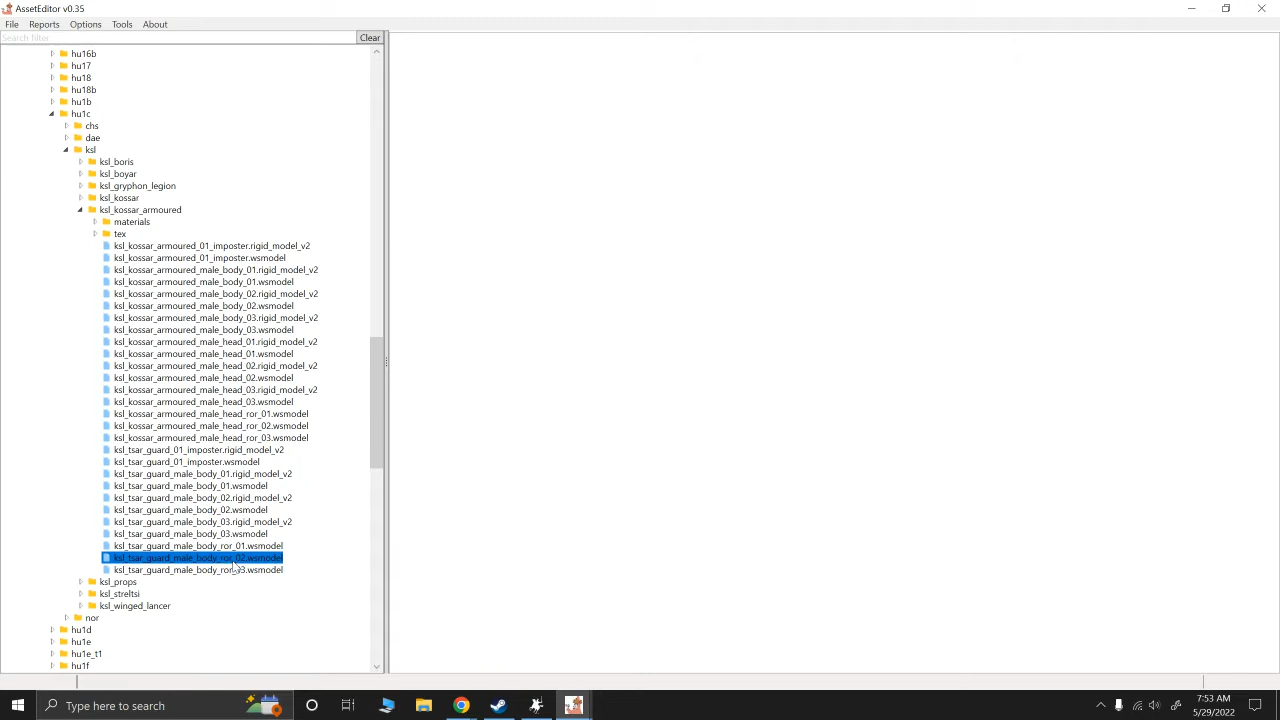 AssetEditor v0.35
File Reports Options Tools About
Search filter Clear
hu16b
hu17
hu18
hu18b
hu1b
hu1c
chs
dae
ksl
ksl_boris
ksl_boyar
ksl_gryphon_legion
ksl_kossar
ksl_kossar_armoured
materials
tex
ksl_kossar_armoured_01_imposter.rigid_model_v2
ksl_kossar_armoured_01_imposter.wsmodel
ksl_kossar_armoured_male_body_01.rigid_model_v2
ksl_kossar_armoured_male_body_01.wsmodel
ksl_kossar_armoured_male_body_02.rigid_model_v2
ksl_kossar_armoured_male_body_02.wsmodel
ksl_kossar_armoured_male_body_03.rigid_model_v2
ksl_kossar_armoured_male_body_03.wsmodel
ksl_kossar_armoured_male_head_01.rigid_model_v2
ksl_kossar_armoured_male_head_01.wsmodel
ksl_kossar_armoured_male_head_02.rigid_model_v2
ksl_kossar_armoured_male_head_02.wsmodel
ksl_kossar_armoured_male_head_03.rigid_model_v2
ksl_kossar_armoured_male_head_03.wsmodel
ksl_kossar_armoured_male_head_ror_01.wsmodel
ksl_kossar_armoured_male_head_ror_02.wsmodel
ksl_kossar_armoured_male_head_ror_03.wsmodel
ksl_tsar_guard_01_imposter.rigid_model_v2
ksl_tsar_guard_01_imposter.wsmodel
ksl_tsar_guard_male_body_01.rigid_model_v2
ksl_tsar_guard_male_body_01.wsmodel
ksl_tsar_guard_male_body_02.rigid_model_v2
ksl_tsar_guard_male_body_02.wsmodel
ksl_tsar_guard_male_body_03.rigid_model_v2
ksl_tsar_guard_male_body_03.wsmodel
ksl_tsar_guard_male_body_ror_01.wsmodel
ksl_tsar_guard_male_body_ror_02.wsmodel
ksl_tsar_guard_male_body_ror_03.wsmodel
ksl_props
ksl_streltsi
ksl_winged_lancer
nor
hu1d
hu1e
hu1e_t1
hu1f
Type here to search
7:53 AM
5/29/2022